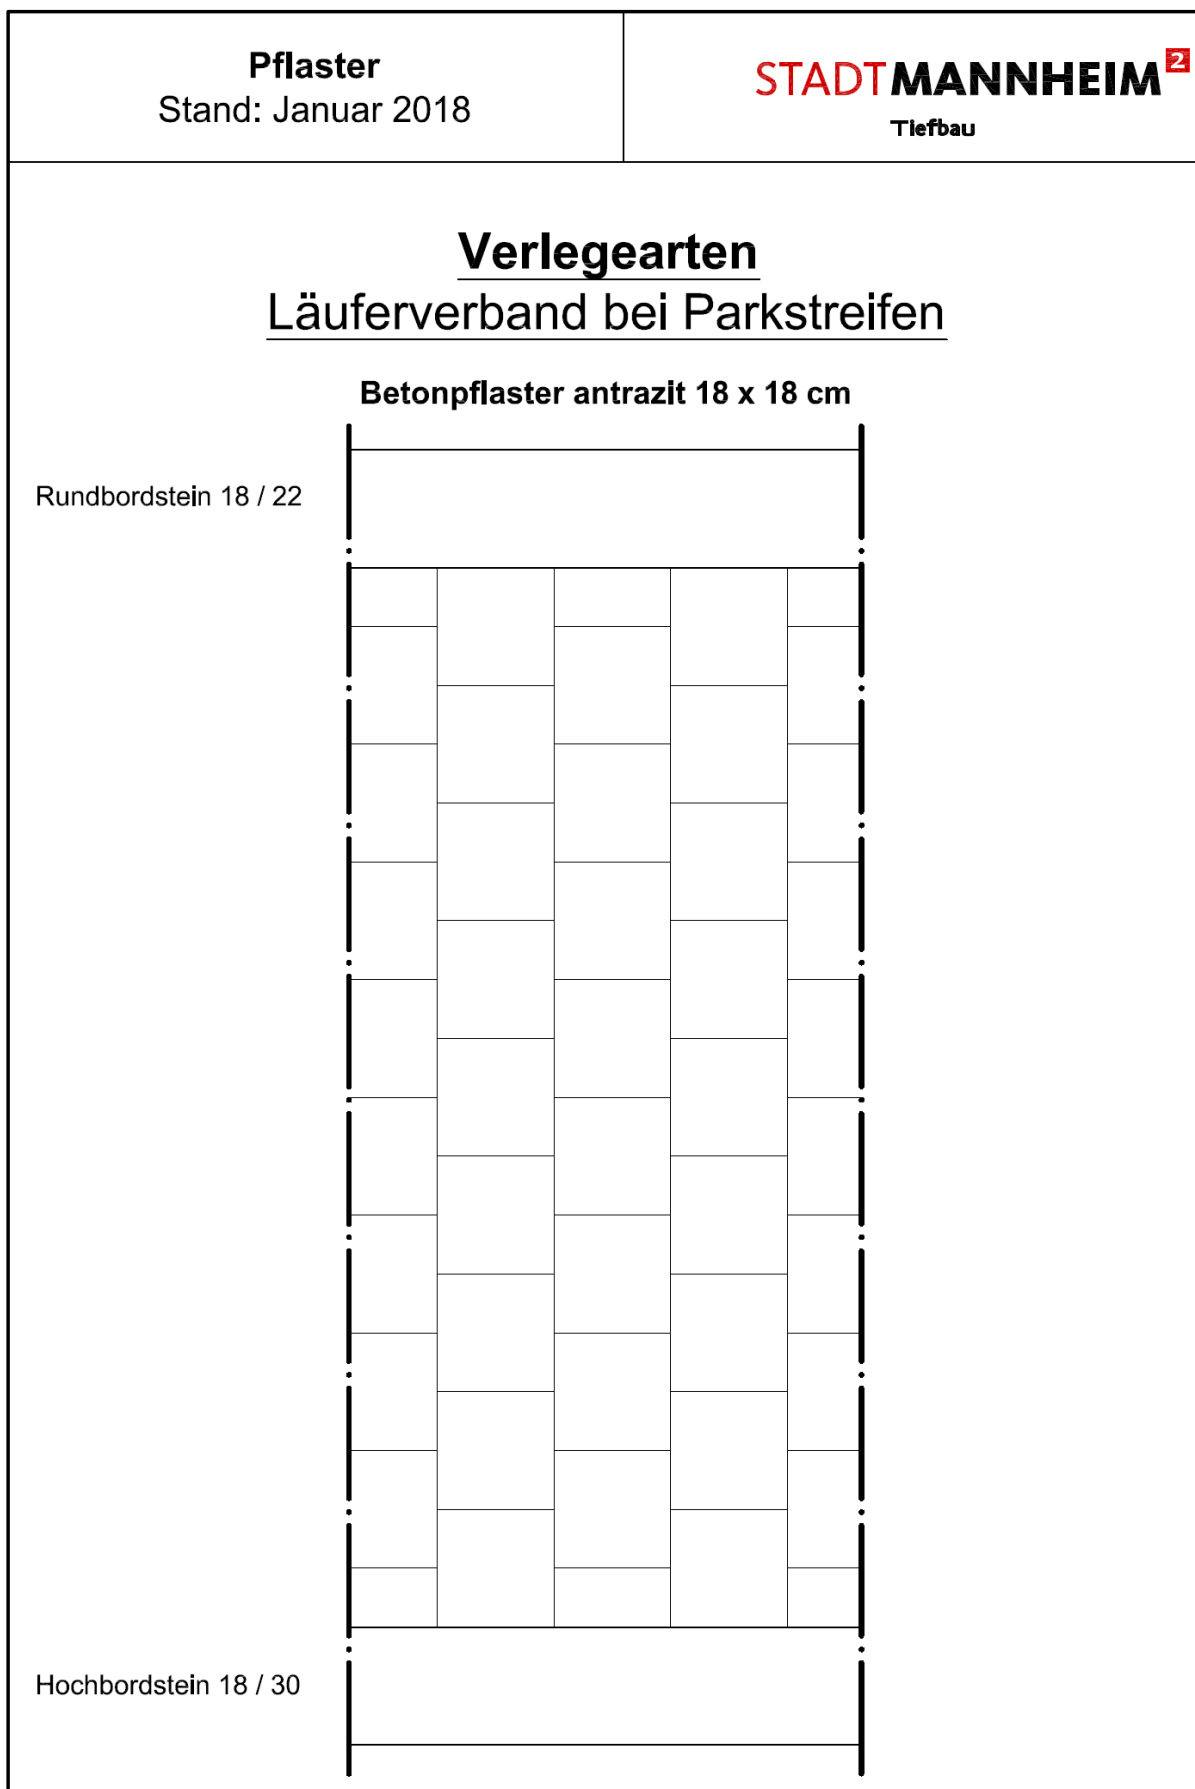 Pflaster
Stand: Januar 2018
STADTMANNHEIM²
Tiefbau
Verlegearten
Läuferverband bei Parkstreifen
Betonpflaster antrazit 18 x 18 cm
Rundbordstein 18 / 22
Hochbordstein 18 / 30